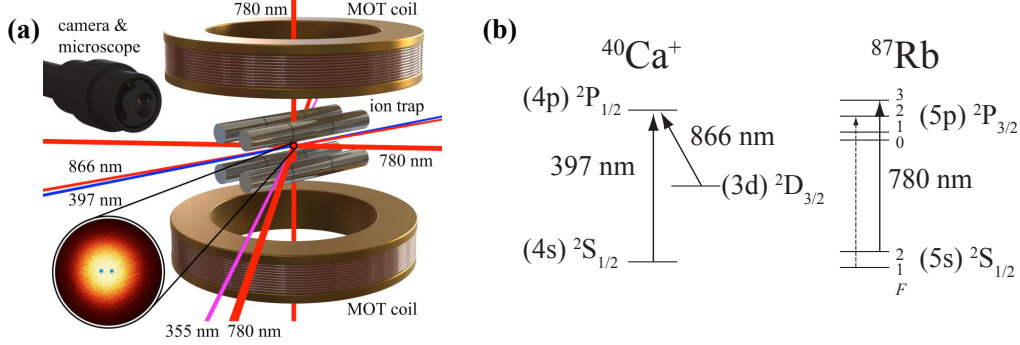 (a)
780 nm
MOT coil
camera &
microscope
ion trap
866 nm
397 nm
780 nm
355 nm 780 nm
MOT coil
(b)
⁴⁰Ca⁺
(4p) ²P₁/₂
866 nm
397 nm
(3d) ²D₃/₂
(4s) ²S₁/₂
⁸⁷Rb
3
2
1
0
(5p) ²P₃/₂
780 nm
2
1
(5s) ²S₁/₂
F